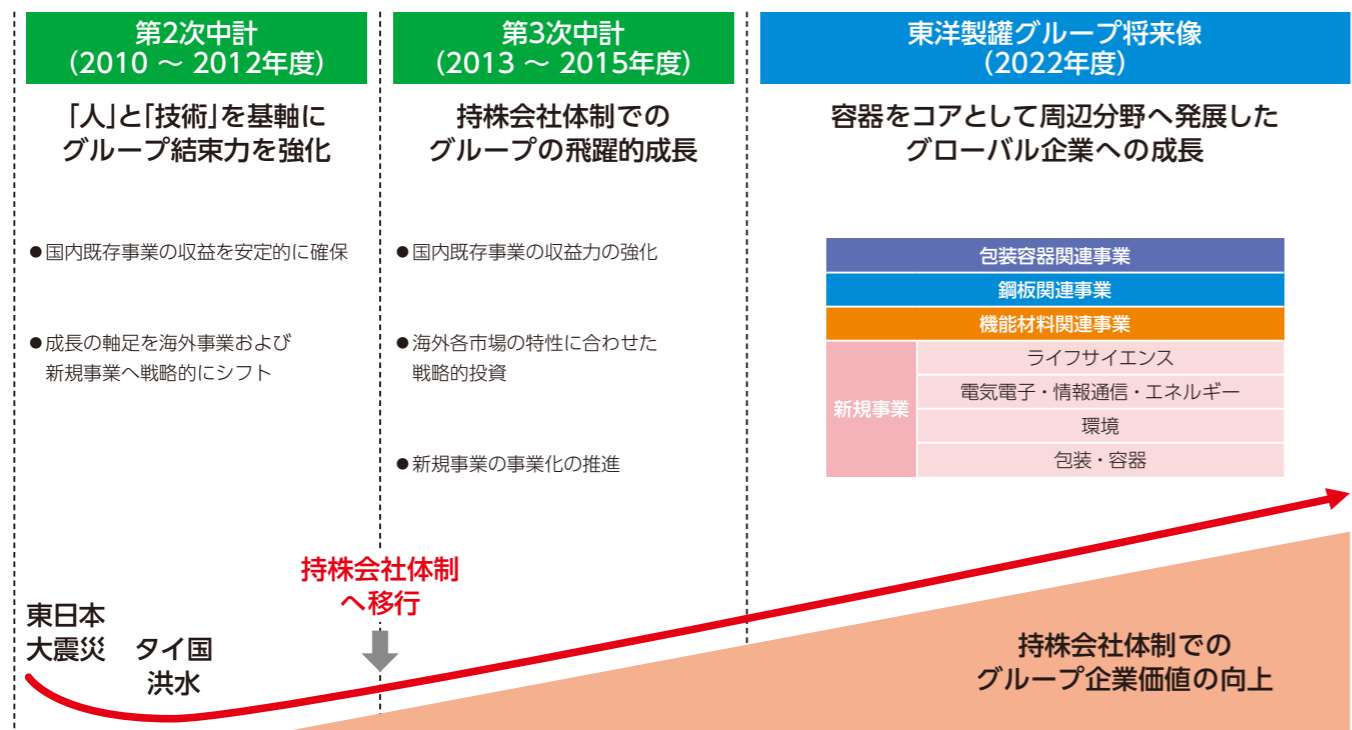 第2次中計
（2010 ～ 2012年度）
「人」と「技術」を基軸に
グループ結束力を強化
●国内既存事業の収益を安定的に確保
●成長の軸足を海外事業および
新規事業へ戦略的にシフト
第3次中計
（2013 ～ 2015年度）
持株会社体制での
グループの飛躍的成長
●国内既存事業の収益力の強化
●海外各市場の特性に合わせた
戦略的投資
●新規事業の事業化の推進
東洋製罐グループ将来像
（2022年度）
容器をコアとして周辺分野へ発展した
グローバル企業への成長
包装容器関連事業
鋼板関連事業
機能材料関連事業
新規事業
ライフサイエンス
電気電子・情報通信・エネルギー
環境
包装・容器
東日本
大震災
タイ国
洪水
持株会社体制
へ移行
持株会社体制での
グループ企業価値の向上